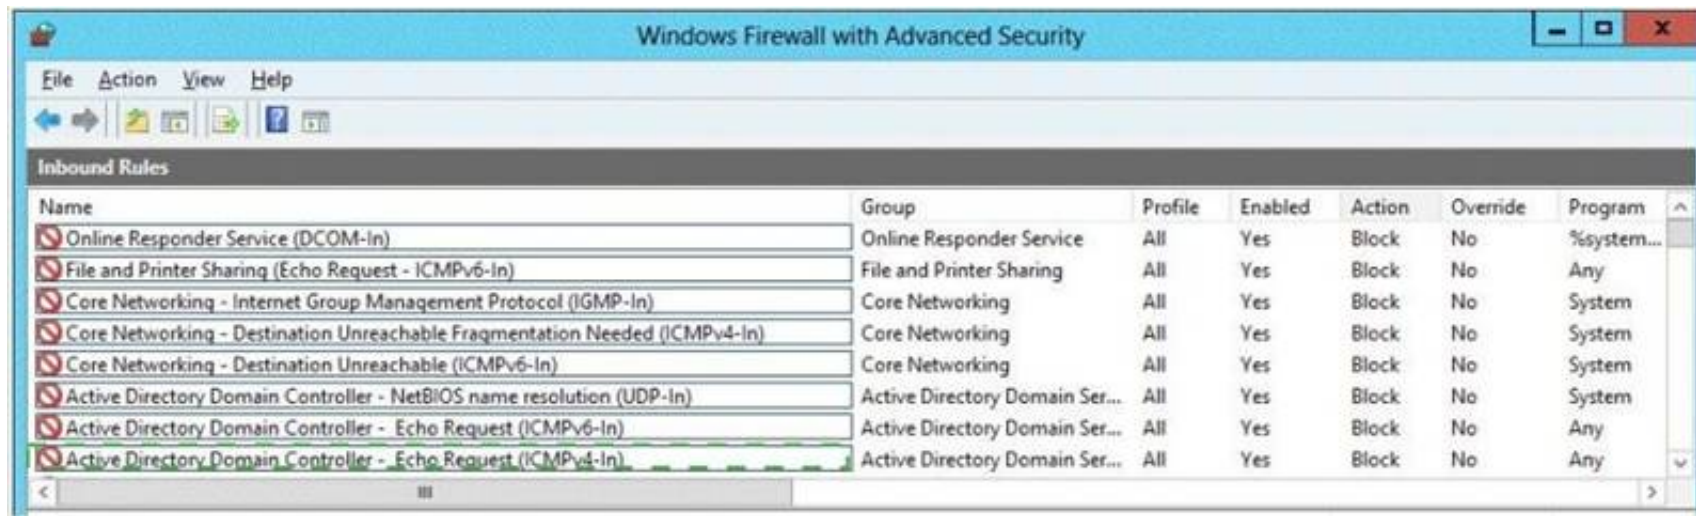 Windows Firewall with Advanced Security
File Action View Help
Inbound Rules
Name Group Profile Enabled Action Override Program
Online Responder Service (DCOM-In) Online Responder Service All Yes Block No %system...
File and Printer Sharing (Echo Request - ICMPv6-In) File and Printer Sharing All Yes Block No Any
Core Networking - Internet Group Management Protocol (IGMP-In) Core Networking All Yes Block No System
Core Networking - Destination Unreachable Fragmentation Needed (ICMPv4-In) Core Networking All Yes Block No System
Core Networking - Destination Unreachable (ICMPv6-In) Core Networking All Yes Block No System
Active Directory Domain Controller - NetBIOS name resolution (UDP-In) Active Directory Domain Ser... All Yes Block No System
Active Directory Domain Controller - Echo Request (ICMPv6-In) Active Directory Domain Ser... All Yes Block No Any
Active Directory Domain Controller - Echo Request (ICMPv4-In) Active Directory Domain Ser... All Yes Block No Any